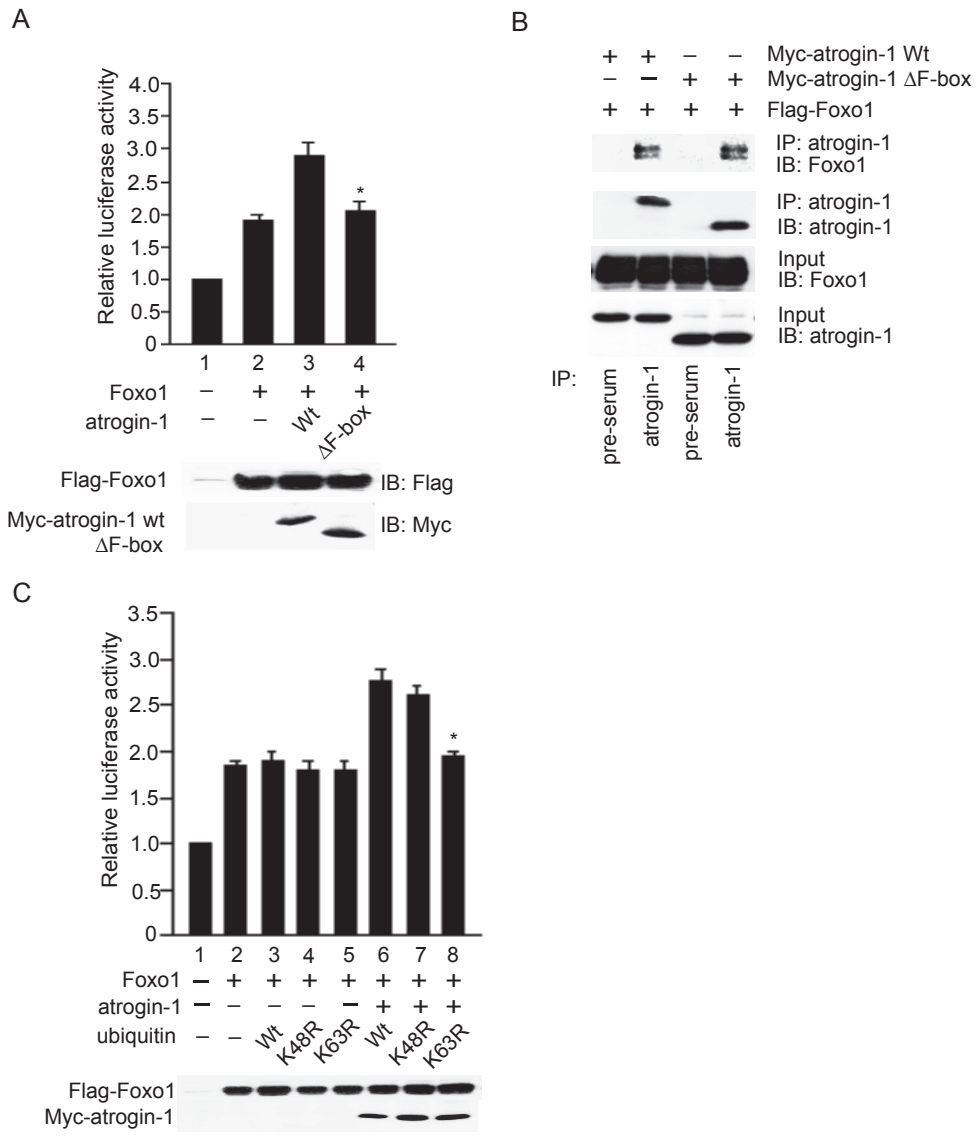 A
Relative luciferase activity
4.0
3.0
2.5
2.0
1.5
1.0
0.5
0
*
1 2 3 4
Foxo1 – + + +
atrogin-1 – – Wt ΔF-box
Flag-Foxo1 IB: Flag
Myc-atrogin-1 wt IB: Myc
ΔF-box
B
+ + – – Myc-atrogin-1 Wt
– – + + Myc-atrogin-1 ΔF-box
+ + + + Flag-Foxo1
IP: atrogin-1
IB: Foxo1
IP: atrogin-1
IB: atrogin-1
Input
IB: Foxo1
Input
IB: atrogin-1
IP: pre-serum atrogin-1 pre-serum atrogin-1
C
Relative luciferase activity
3.5
3.0
2.5
2.0
1.5
1.0
0.5
0
*
1 2 3 4 5 6 7 8
Foxo1 – + + + + + + +
atrogin-1 – – – – – + + +
ubiquitin – – Wt K48R K63R Wt K48R K63R
Flag-Foxo1
Myc-atrogin-1